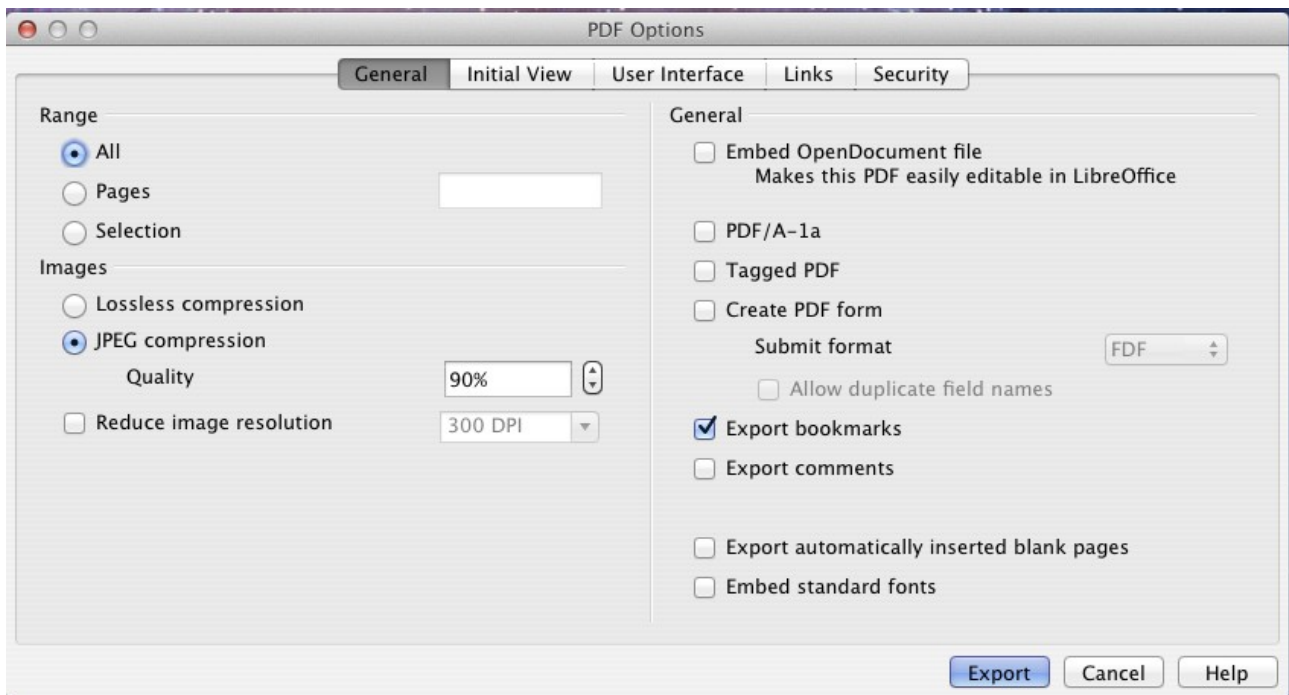 PDF Options
General Initial View User Interface Links Security
Range
All
Pages
Selection
Images
Lossless compression
JPEG compression
Quality 90%
Reduce image resolution 300 DPI
General
Embed OpenDocument file
Makes this PDF easily editable in LibreOffice
PDF/A-1a
Tagged PDF
Create PDF form
Submit format FDF
Allow duplicate field names
Export bookmarks
Export comments
Export automatically inserted blank pages
Embed standard fonts
Export Cancel Help